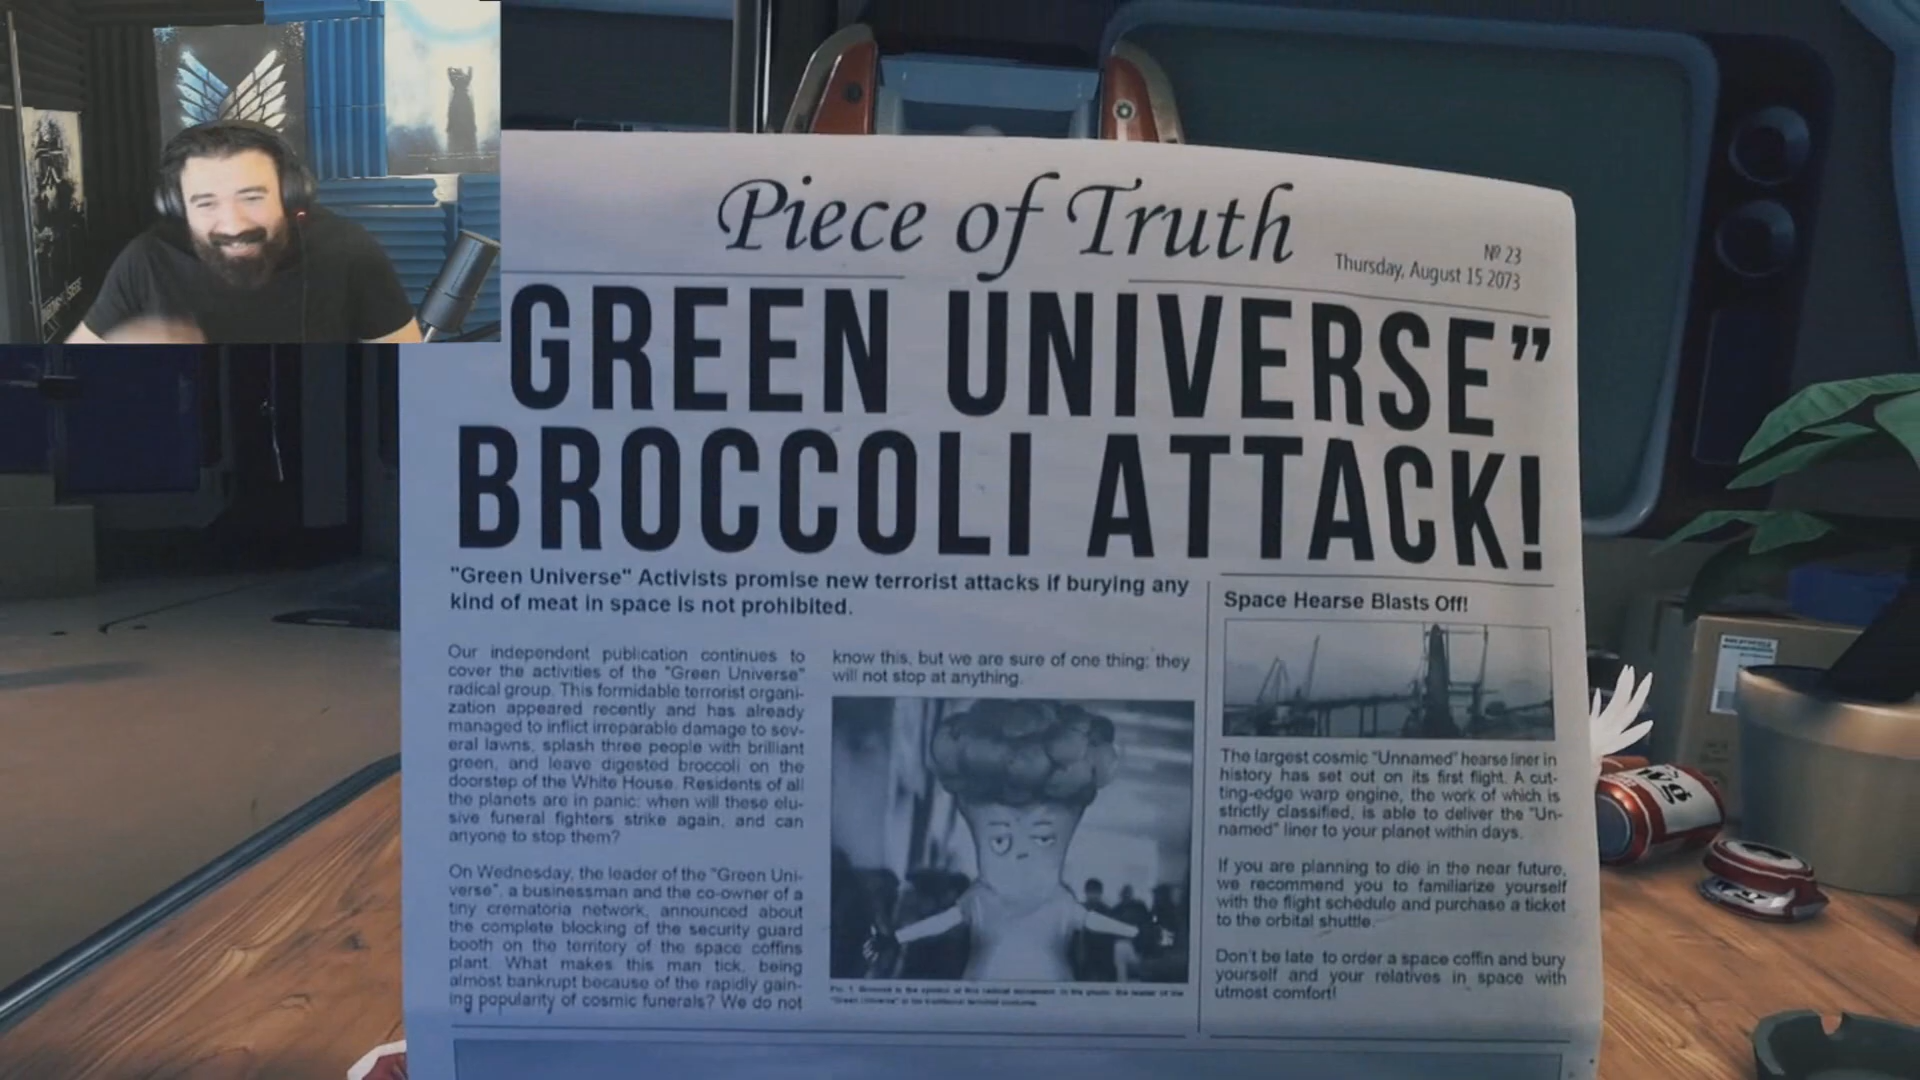 Piece of Truth
№ 23
Thursday, August 15 2073
GREEN UNIVERSE”
BROCCOLI ATTACK!
"Green Universe" Activists promise new terrorist attacks if burying any
kind of meat in space is not prohibited.
Our independent publication continues to
cover the activities of the "Green Universe"
radical group. This formidable terrorist organi-
zation appeared recently and has already
managed to inflict irreparable damage to sev-
eral lawns, splash three people with brilliant
green, and leave digested broccoli on the
doorstep of the White House. Residents of all
the planets are in panic: when will these elu-
sive funeral fighters strike again, and can
anyone to stop them?
On Wednesday, the leader of the "Green Uni-
verse", a businessman and the co-owner of a
tiny crematoria network, announced about
the complete blocking of the security guard
booth on the territory of the space coffins
plant. What makes this man tick, being
almost bankrupt because of the rapidly gain-
ing popularity of cosmic funerals? We do not
know this, but we are sure of one thing: they
will not stop at anything.
Space Hearse Blasts Off!
The largest cosmic "Unnamed" hearse liner in
history has set out on its first flight. A cut-
ting-edge warp engine, the work of which is
strictly classified, is able to deliver the "Un-
named" liner to your planet within days.
If you are planning to die in the near future,
we recommend you to familiarize yourself
with the flight schedule and purchase a ticket
to the orbital shuttle.
Don't be late to order a space coffin and bury
yourself and your relatives in space with
utmost comfort!